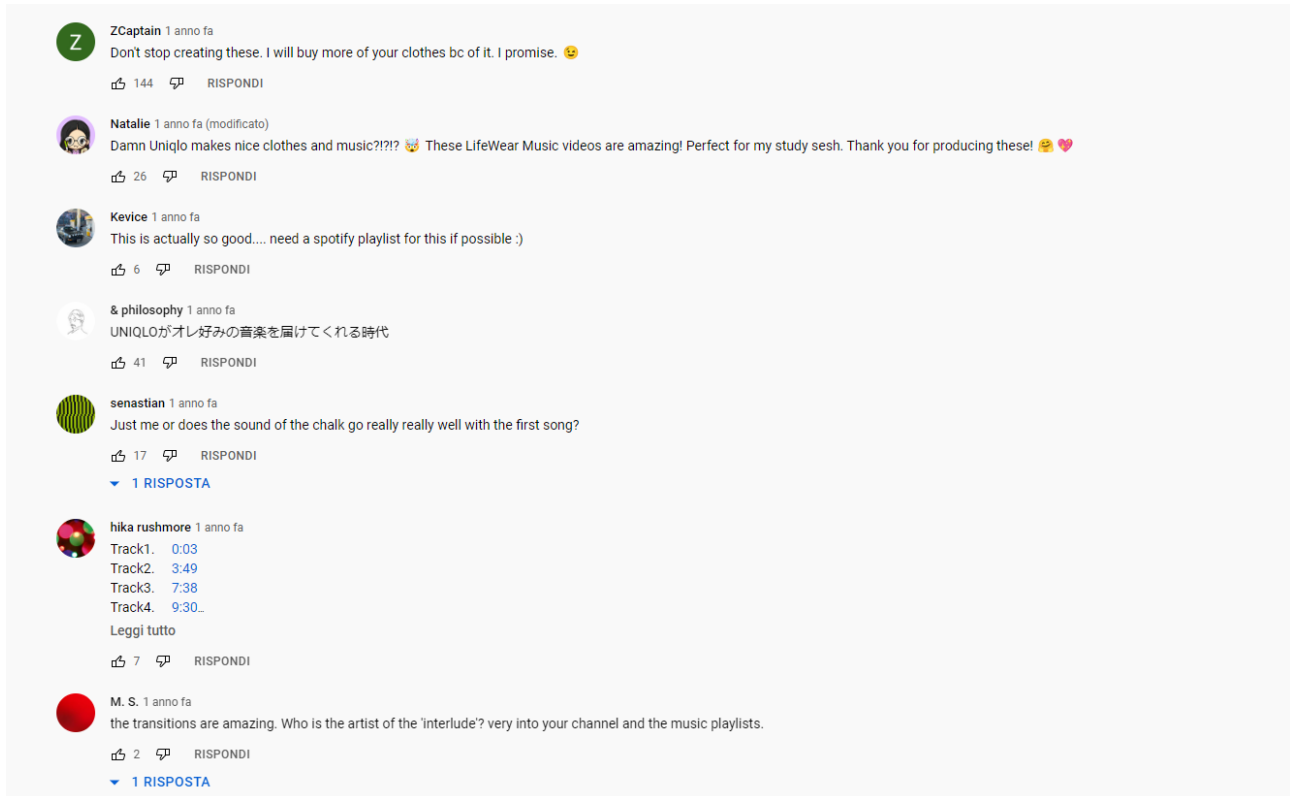 Z
ZCaptain 1 anno fa
Don't stop creating these. I will buy more of your clothes bc of it. I promise. 😉
144 RISPONDI
Natalie 1 anno fa (modificato)
Damn Uniqlo makes nice clothes and music?!?!? 🤯 These LifeWear Music videos are amazing! Perfect for my study sesh. Thank you for producing these! 🤗 💖
26 RISPONDI
Kevice 1 anno fa
This is actually so good.... need a spotify playlist for this if possible :)
6 RISPONDI
& philosophy 1 anno fa
UNIQLOがオレ好みの音楽を届けてくれる時代
41 RISPONDI
senastian 1 anno fa
Just me or does the sound of the chalk go really really well with the first song?
17 RISPONDI
1 RISPOSTA
hika rushmore 1 anno fa
Track1. 0:03
Track2. 3:49
Track3. 7:38
Track4. 9:30...
Leggi tutto
7 RISPONDI
M. S. 1 anno fa
the transitions are amazing. Who is the artist of the 'interlude'? very into your channel and the music playlists.
2 RISPONDI
1 RISPOSTA